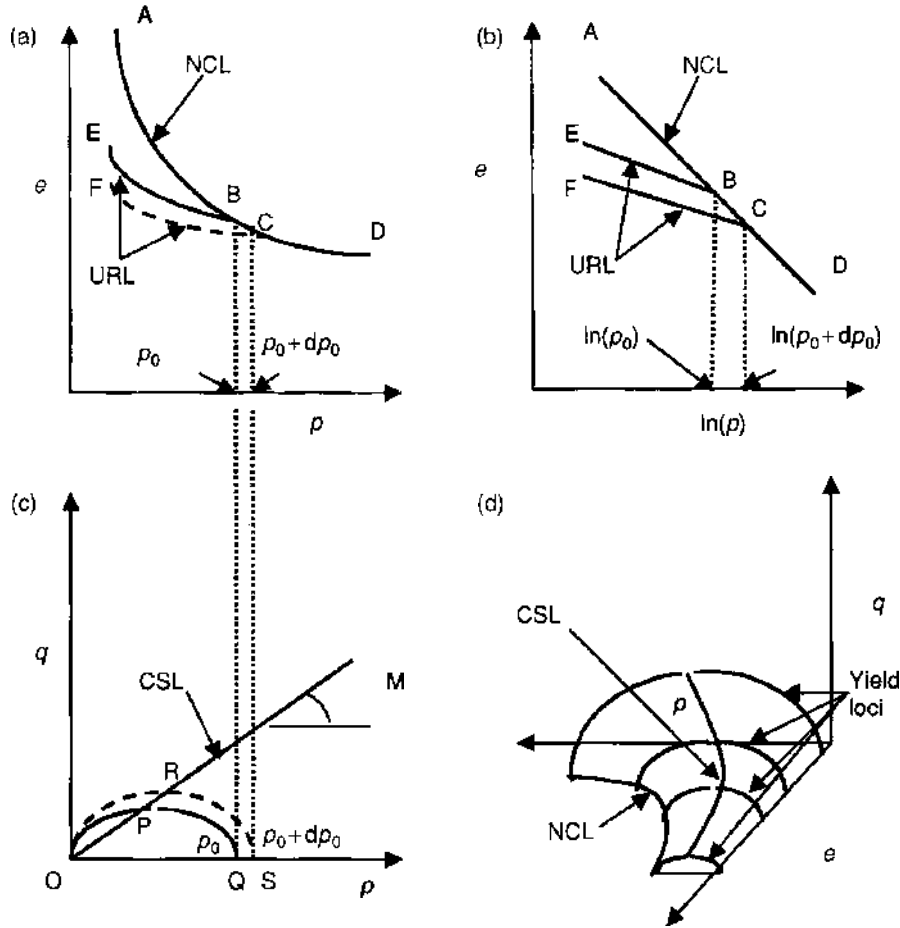 (a)
A
NCL
E
e
F
B
C
D
URL
p₀
p₀ + dp₀
p
(b)
A
NCL
E
e
F
B
C
URL
D
ln(p₀)
ln(p₀ + dp₀)
ln(p)
(c)
q
CSL
M
R
P
p₀
p₀ + dp₀
O
Q
S
p
(d)
CSL
q
p
Yield
loci
NCL
e